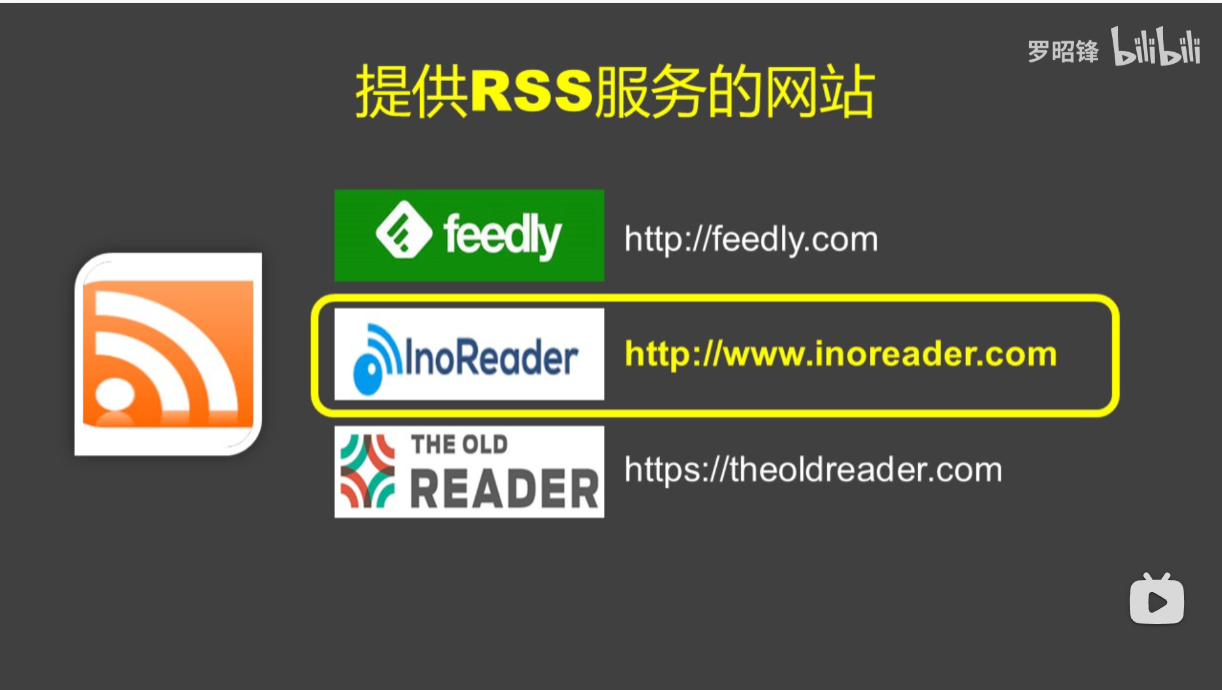 罗昭锋 bilibili
提供RSS服务的网站
feedly http://feedly.com
InoReader http://www.inoreader.com
THE OLD
READER https://theoldreader.com